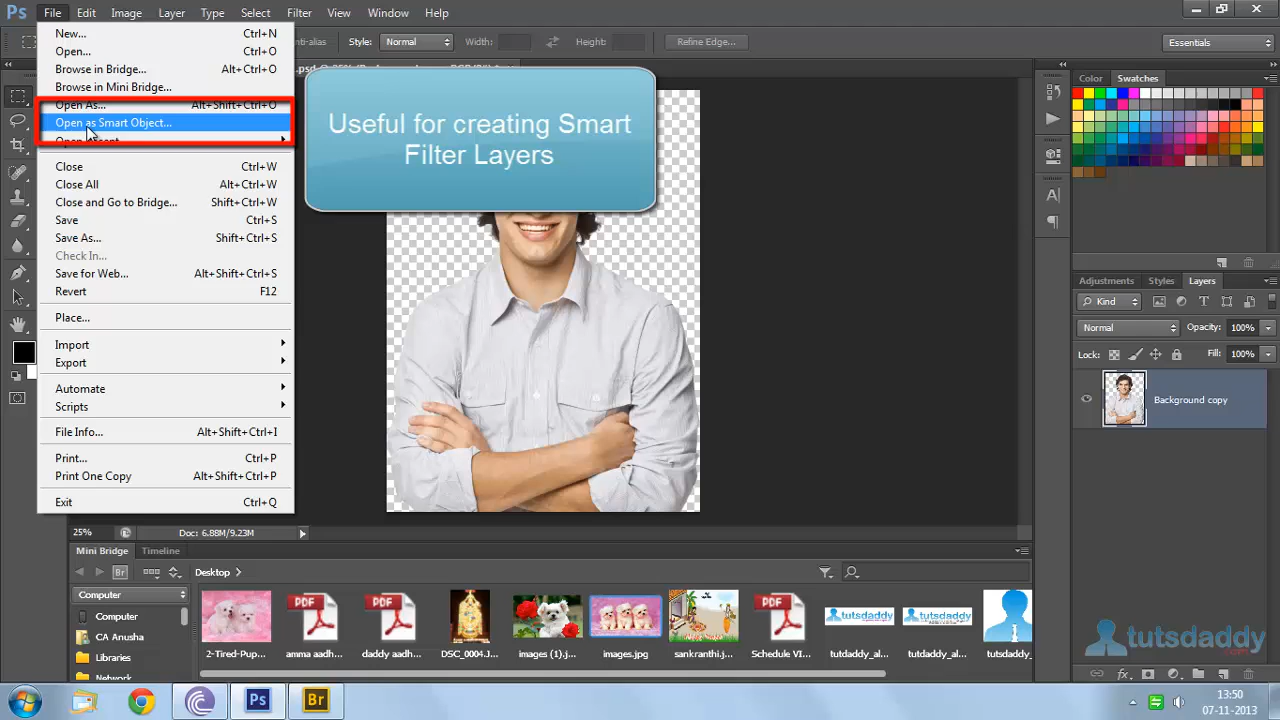 Ps File Edit Image Layer Type Select Filter View Window Help
Anti-alias Style: Normal Width: Height: Refine Edge... Essentials
New... Ctrl+N
Open... Ctrl+O
Browse in Bridge... Alt+Ctrl+O
Browse in Mini Bridge...
Open As... Alt+Shift+Ctrl+O
Open as Smart Object...
Close Ctrl+W
Close All Alt+Ctrl+W
Close and Go to Bridge... Shift+Ctrl+W
Save Ctrl+S
Save As... Shift+Ctrl+S
Check In...
Save for Web... Alt+Shift+Ctrl+S
Revert F12
Place...
Import
Export
Automate
Scripts
File Info... Alt+Shift+Ctrl+I
Print... Ctrl+P
Print One Copy Alt+Shift+Ctrl+P
Exit Ctrl+Q
Useful for creating Smart
Filter Layers
Color Swatches
Adjustments Styles Layers
Kind
Normal Opacity: 100%
Lock: Fill: 100%
Background copy
25% Doc: 6.88M/9.23M
Mini Bridge Timeline
Br Desktop
Computer
Computer
CA Anusha
Libraries
Network
2-Tired-Pup... amma aadh... daddy aadh... DSC_0004.J... images (1).j... images.jpg sankranthi.j... Schedule VI... tutdaddy_al... tutdaddy_al... tutsdaddy
PDF PDF PDF tutsdaddy tutsdaddy
tutsdaddy
.com
Ps Br
13:50
07-11-2013